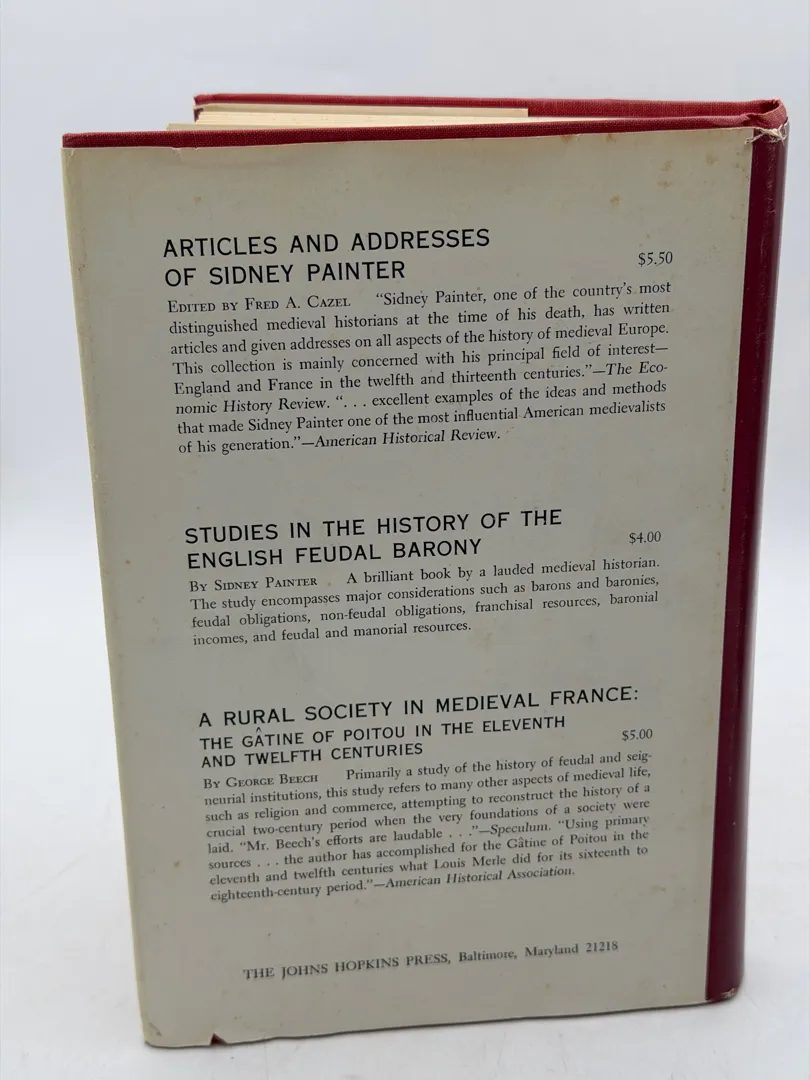 ARTICLES AND ADDRESSES
OF SIDNEY PAINTER
$5.50
EDITED BY FRED A. CAZEL "Sidney Painter, one of the country's most
distinguished medieval historians at the time of his death, has written
articles and given addresses on all aspects of the history of medieval Europe.
This collection is mainly concerned with his principal field of interest—
England and France in the twelfth and thirteenth centuries."—The Eco-
nomic History Review. ". . . excellent examples of the ideas and methods
that made Sidney Painter one of the most influential American medievalists
of his generation."—American Historical Review.
STUDIES IN THE HISTORY OF THE
ENGLISH FEUDAL BARONY
$4.00
BY SIDNEY PAINTER A brilliant book by a lauded medieval historian.
The study encompasses major considerations such as barons and baronies,
feudal obligations, non-feudal obligations, franchisal resources, baronial
incomes, and feudal and manorial resources.
A RURAL SOCIETY IN MEDIEVAL FRANCE:
THE GÂTINE OF POITOU IN THE ELEVENTH
AND TWELFTH CENTURIES
$5.00
BY GEORGE BEECH Primarily a study of the history of feudal and seig-
neurial institutions, this study refers to many other aspects of medieval life,
such as religion and commerce, attempting to reconstruct the history of a
crucial two-century period when the very foundations of a society were
laid. "Mr. Beech's efforts are laudable . . ."—Speculum. "Using primary
sources . . . the author has accomplished for the Gâtine of Poitou in the
eleventh and twelfth centuries what Louis Merle did for its sixteenth to
eighteenth-century period."—American Historical Association.
THE JOHNS HOPKINS PRESS, Baltimore, Maryland 21218